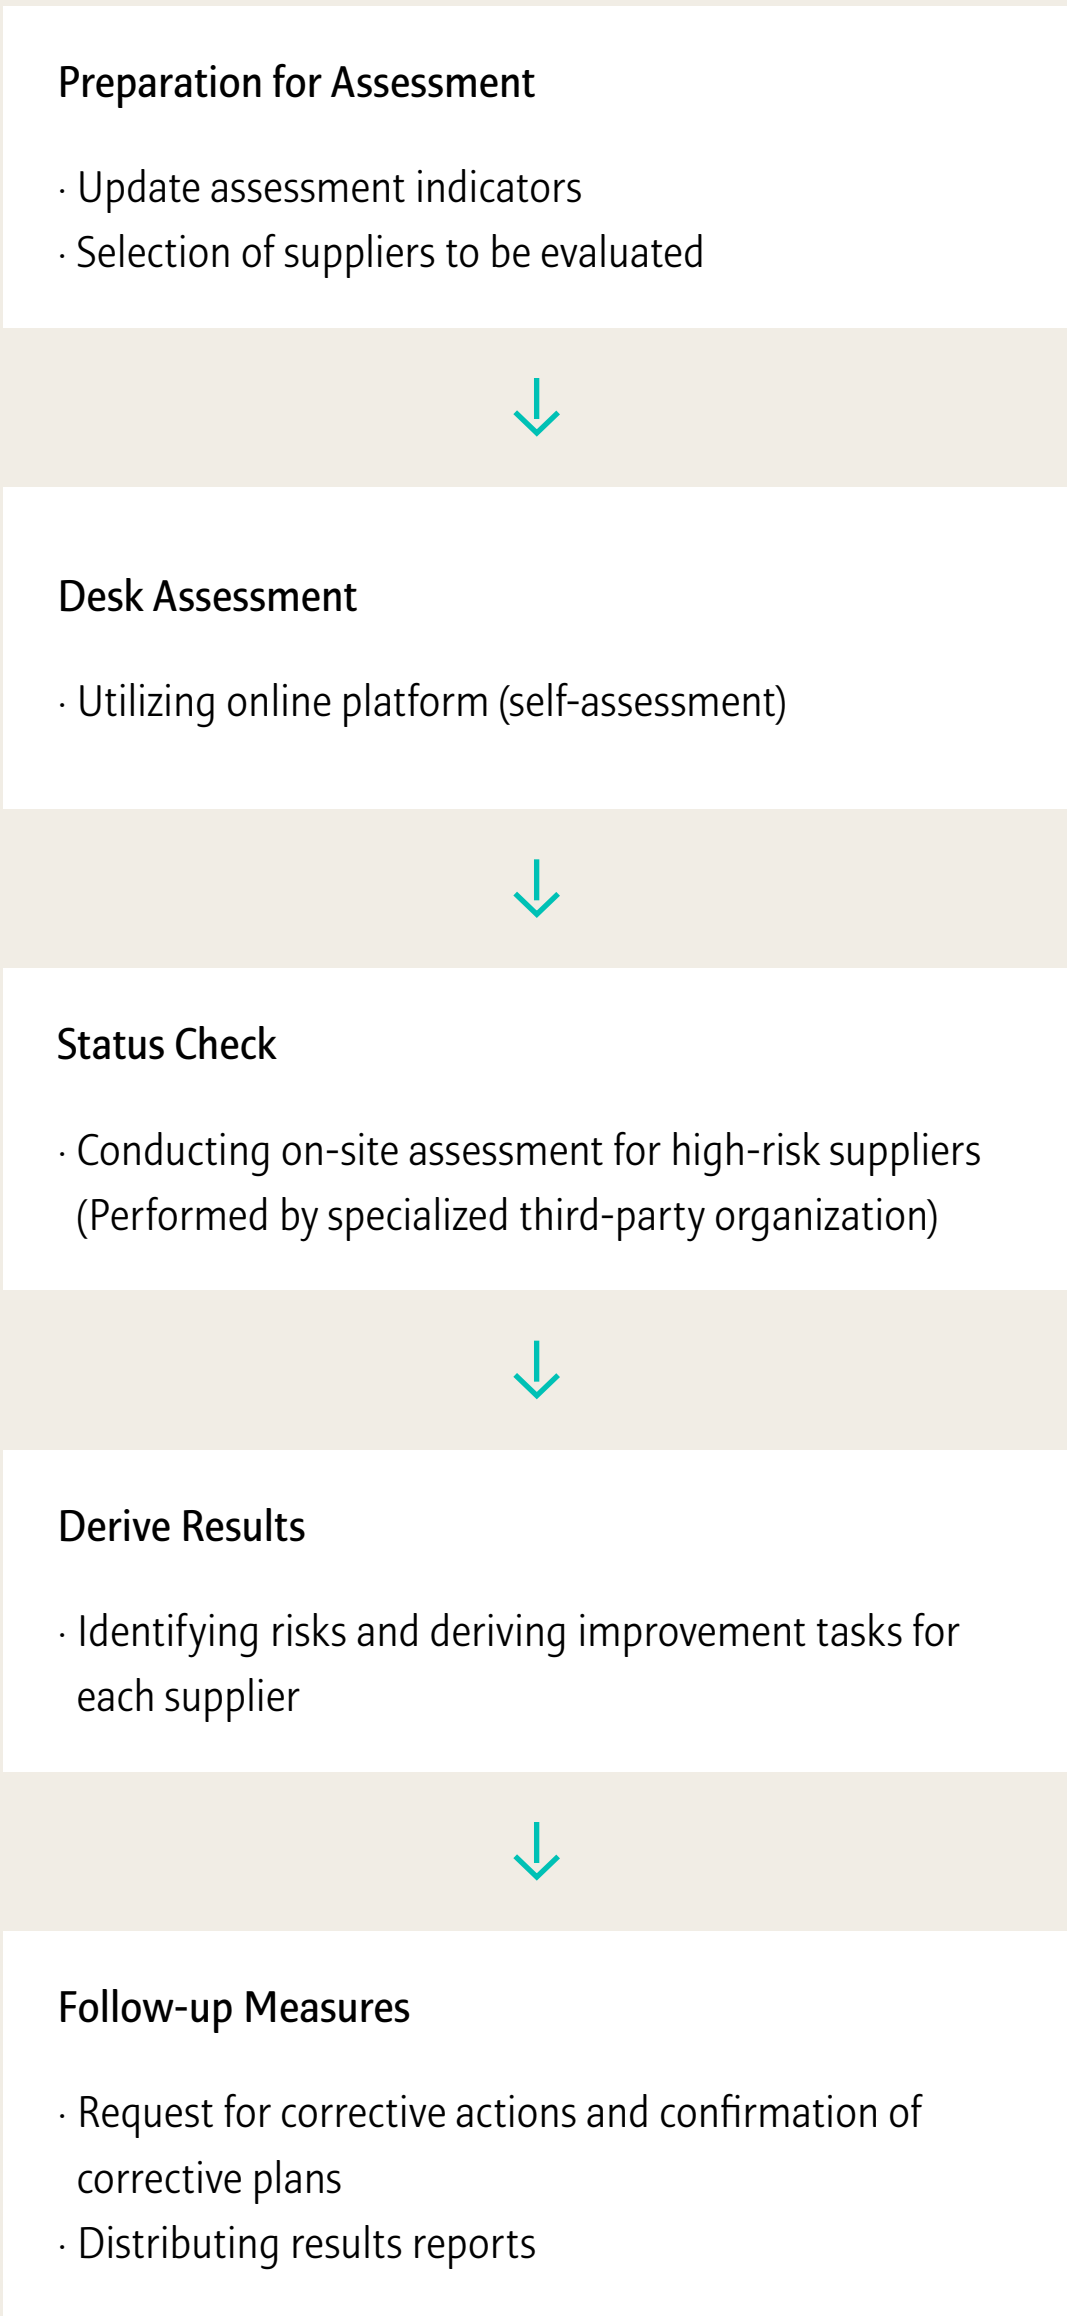 Preparation for Assessment
· Update assessment indicators
· Selection of suppliers to be evaluated
Desk Assessment
· Utilizing online platform (self-assessment)
Status Check
· Conducting on-site assessment for high-risk suppliers
(Performed by specialized third-party organization)
Derive Results
· Identifying risks and deriving improvement tasks for
each supplier
Follow-up Measures
· Request for corrective actions and confirmation of
corrective plans
· Distributing results reports